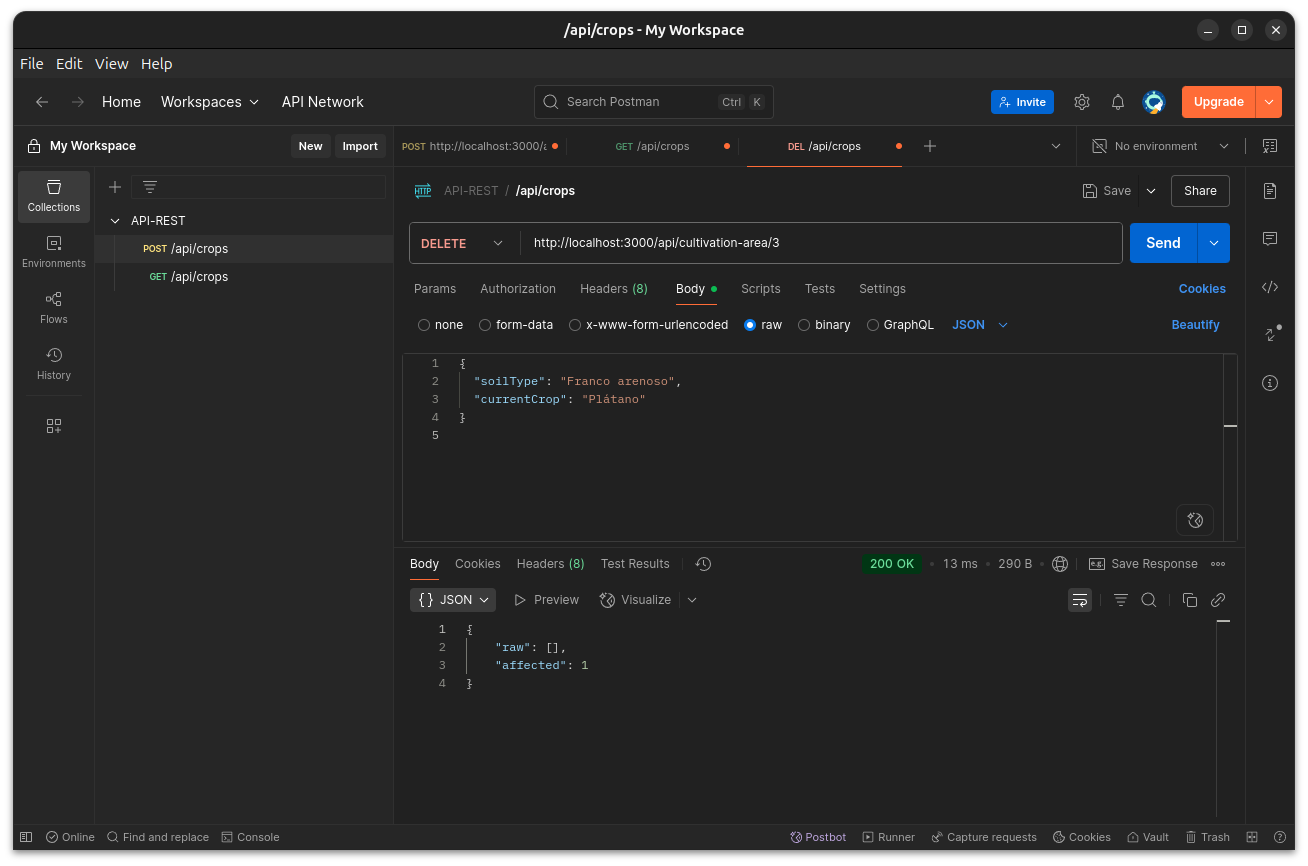 /api/crops - My Workspace
File Edit View Help
Home Workspaces API Network Search Postman Ctrl K Invite Upgrade
My Workspace New Import POST http://localhost:3000/a GET /api/crops DEL /api/crops No environment
Collections
Environments
Flows
History
API-REST
POST /api/crops
GET /api/crops
HTTP API-REST / /api/crops Save Share
DELETE http://localhost:3000/api/cultivation-area/3 Send
Params Authorization Headers (8) Body Scripts Tests Settings Cookies
none form-data x-www-form-urlencoded raw binary GraphQL JSON Beautify
1 {
2 "soilType": "Franco arenoso",
3 "currentCrop": "Plátano"
4 }
5
Body Cookies Headers (8) Test Results 200 OK • 13 ms • 290 B • e.g. Save Response
{} JSON Preview Visualize
1 {
2 "raw": [],
3 "affected": 1
4 }
Online Find and replace Console Postbot Runner Capture requests Cookies Vault Trash